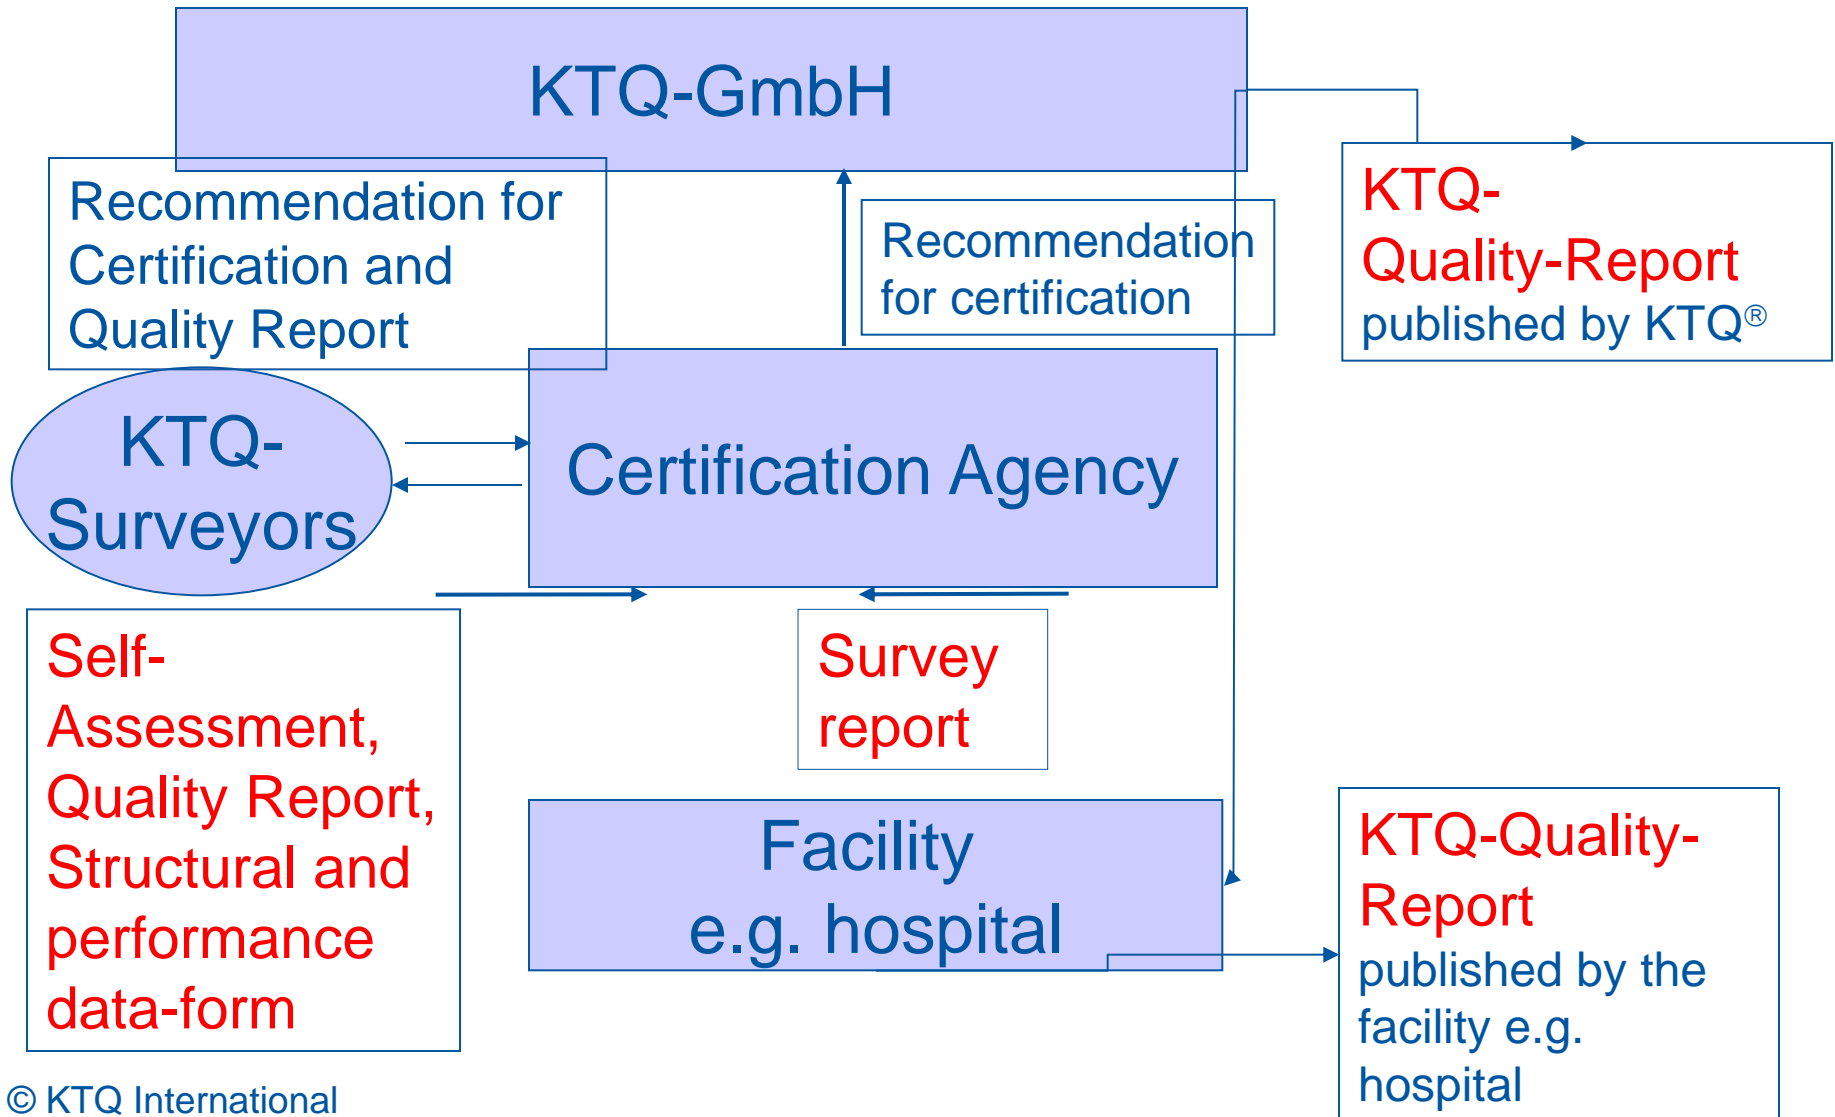 KTQ-GmbH
Recommendation for
Certification and
Quality Report
Recommendation
for certification
KTQ-
Quality-Report
published by KTQ®
KTQ-
Surveyors
Certification Agency
Self-
Assessment,
Quality Report,
Structural and
performance
data-form
Survey
report
Facility
e.g. hospital
KTQ-Quality-
Report
published by the
facility e.g.
hospital
© KTQ International